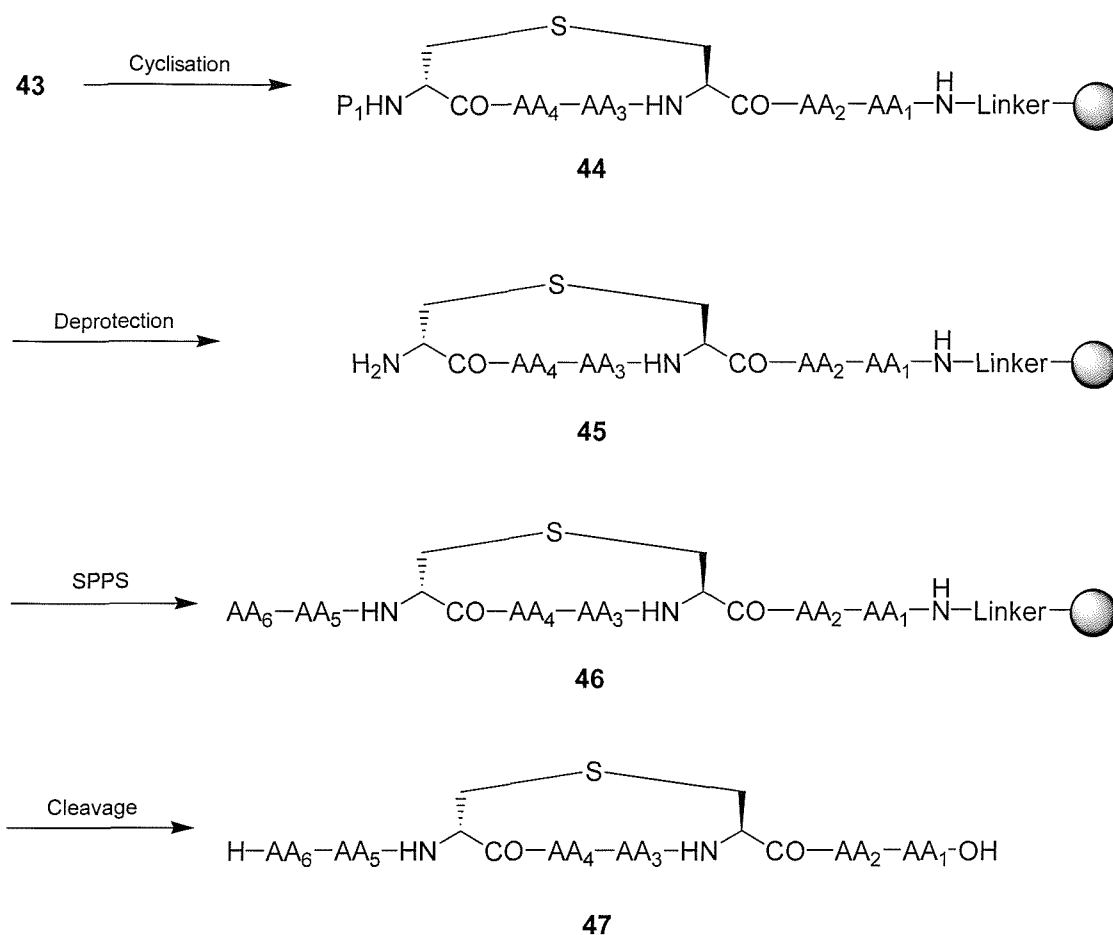 Cyclisation
43
S
P₁HN CO—AA₄—AA₃—HN CO—AA₂—AA₁—N—Linker
H
44
Deprotection
S
H₂N CO—AA₄—AA₃—HN CO—AA₂—AA₁—N—Linker
H
45
SPPS
S
AA₆—AA₅—HN CO—AA₄—AA₃—HN CO—AA₂—AA₁—N—Linker
H
46
Cleavage
S
H—AA₆—AA₅—HN CO—AA₄—AA₃—HN CO—AA₂—AA₁-OH
47